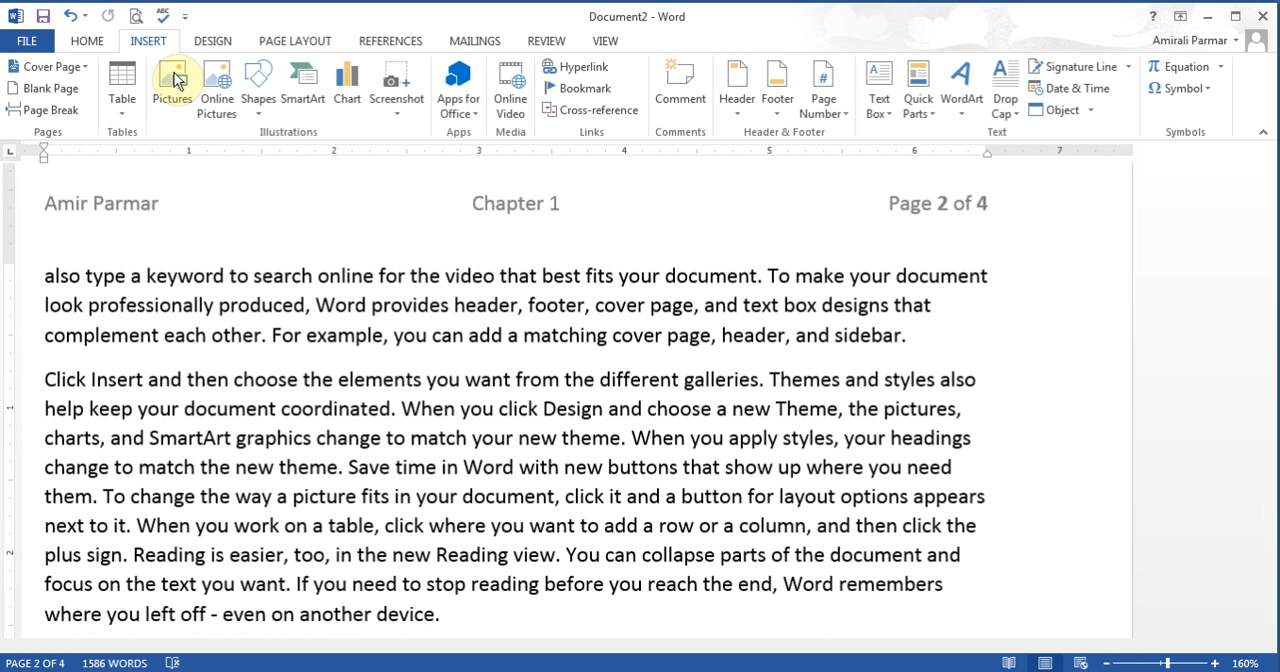 Document2 - Word
?
FILE HOME INSERT DESIGN PAGE LAYOUT REFERENCES MAILINGS REVIEW VIEW
Amirali Parmar
Cover Page
Blank Page
Page Break
Pages
Table
Tables
Pictures
Online Pictures
Shapes
SmartArt
Chart
Screenshot
Illustrations
Apps for Office
Apps
Online Video
Media
Hyperlink
Bookmark
Cross-reference
Links
Comment
Comments
Header
Footer
Page Number
Header & Footer
Text Box
Quick Parts
WordArt
Drop Cap
Signature Line
Date & Time
Object
Text
Equation
Symbol
Symbols
1 2 3 4 5 6 7
Amir Parmar Chapter 1 Page 2 of 4
also type a keyword to search online for the video that best fits your document. To make your document
look professionally produced, Word provides header, footer, cover page, and text box designs that
complement each other. For example, you can add a matching cover page, header, and sidebar.
Click Insert and then choose the elements you want from the different galleries. Themes and styles also
help keep your document coordinated. When you click Design and choose a new Theme, the pictures,
charts, and SmartArt graphics change to match your new theme. When you apply styles, your headings
change to match the new theme. Save time in Word with new buttons that show up where you need
them. To change the way a picture fits in your document, click it and a button for layout options appears
next to it. When you work on a table, click where you want to add a row or a column, and then click the
plus sign. Reading is easier, too, in the new Reading view. You can collapse parts of the document and
focus on the text you want. If you need to stop reading before you reach the end, Word remembers
where you left off - even on another device.
1
2
PAGE 2 OF 4 1586 WORDS 160%